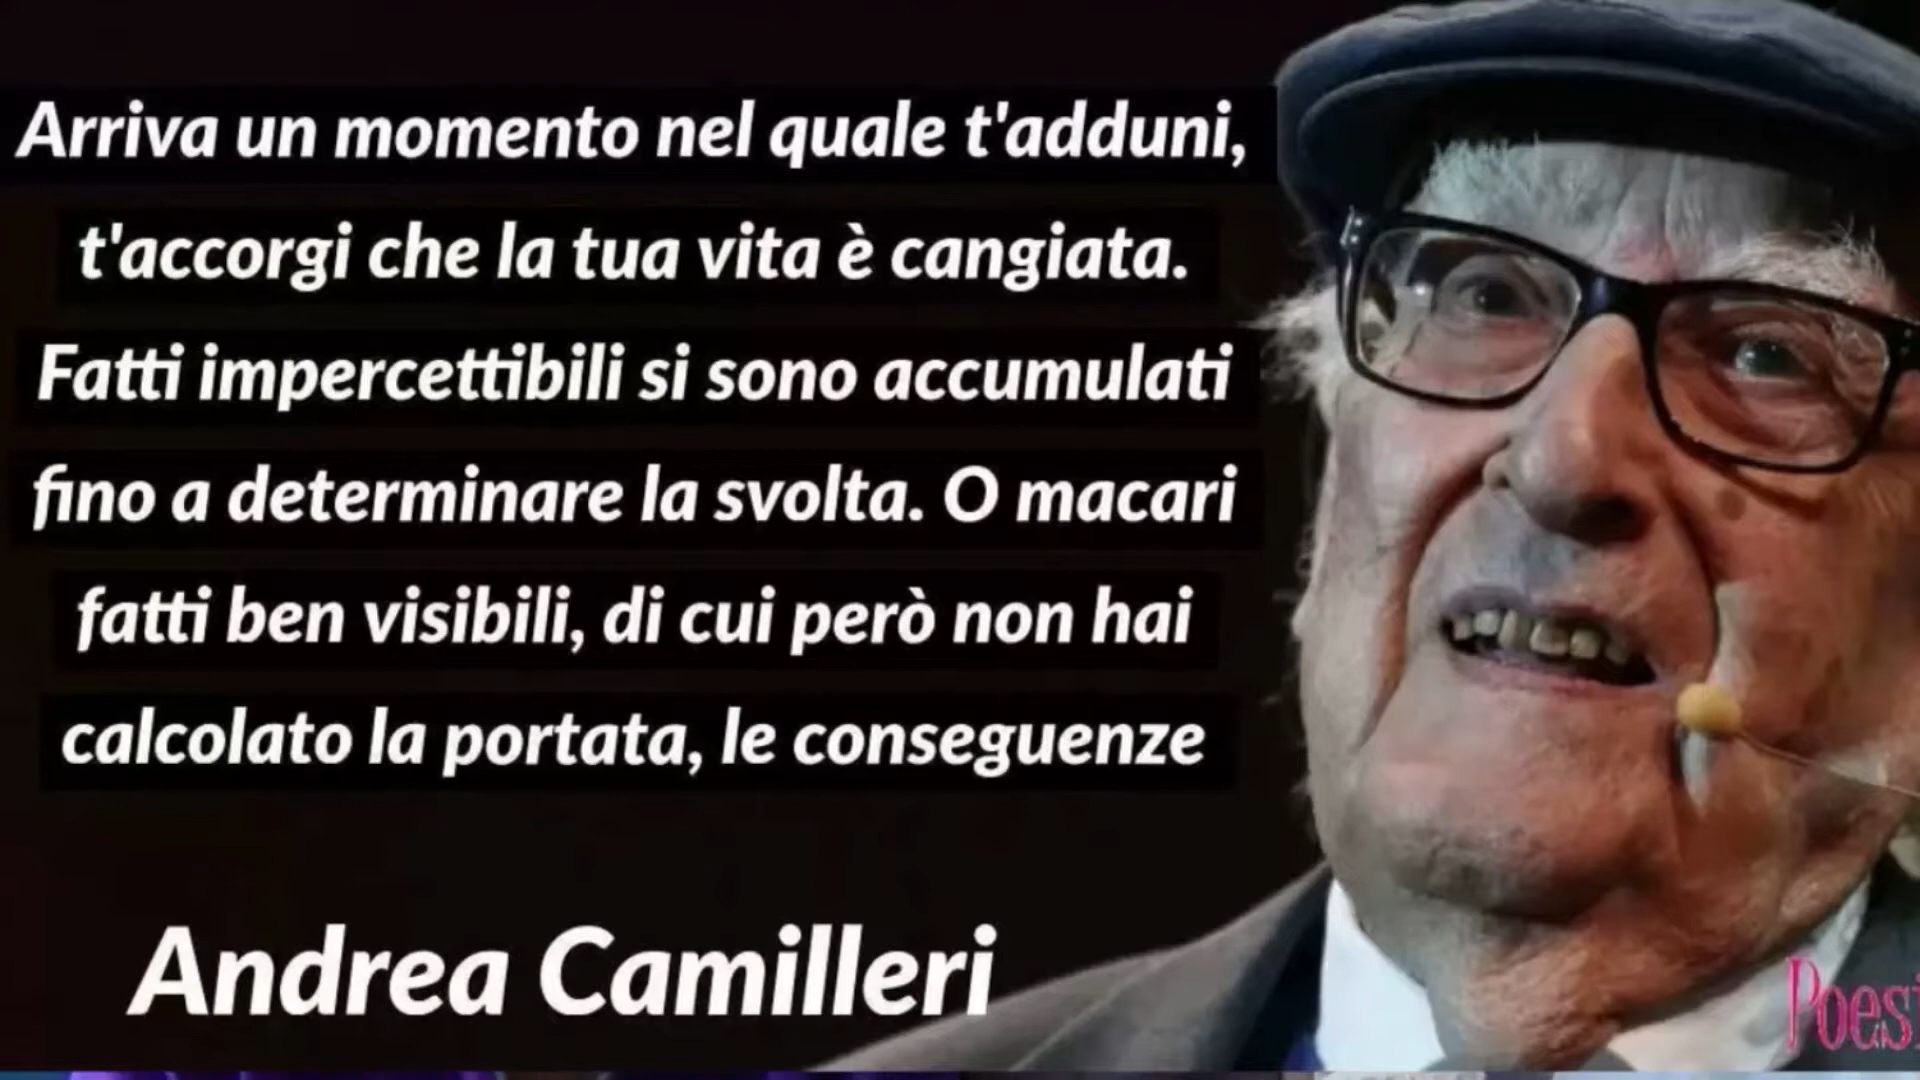 Arriva un momento nel quale t'adduni,
t'accorgi che la tua vita è cangiata.
Fatti impercettibili si sono accumulati
fino a determinare la svolta. O macari
fatti ben visibili, di cui però non hai
calcolato la portata, le conseguenze
Andrea Camilleri